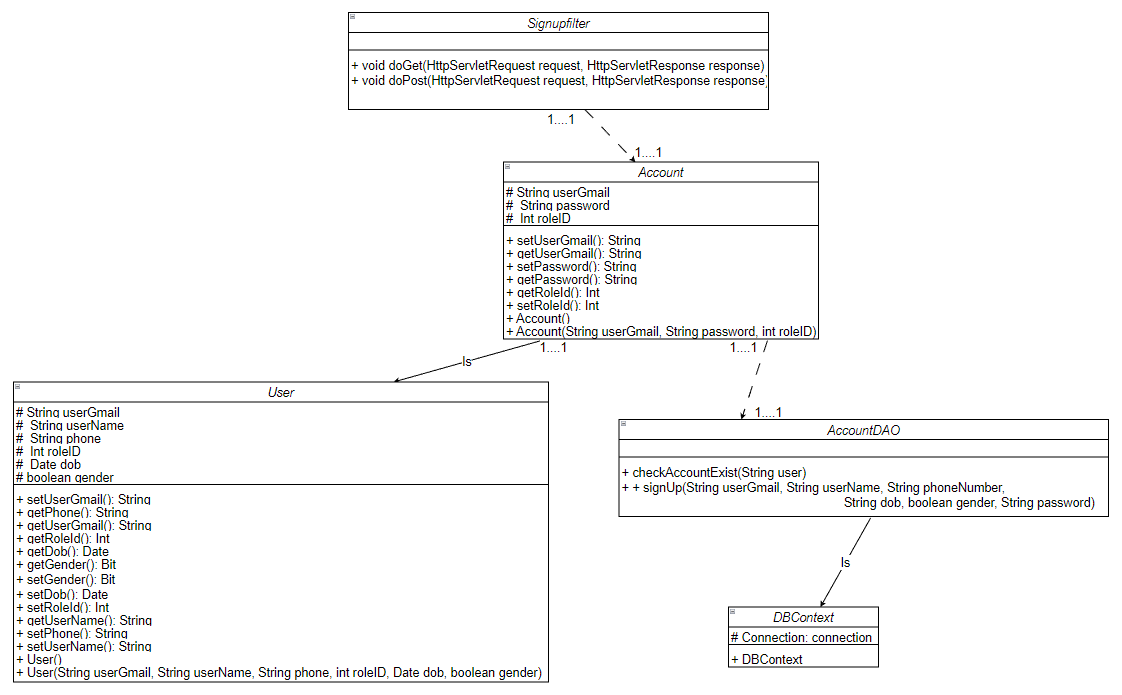 Signupfilter
+ void doGet(HttpServletRequest request, HttpServletResponse response)
+ void doPost(HttpServletRequest request, HttpServletResponse response)
1....1
1....1
Account
# String userGmail
# String password
# Int roleID
+ setUserGmail(): String
+ getUserGmail(): String
+ setPassword(): String
+ getPassword(): String
+ getRoleId(): Int
+ setRoleId(): Int
+ Account()
+ Account(String userGmail, String password, int roleID)
1....1
1....1
Is
User
# String userGmail
# String userName
# String phone
# Int roleID
# Date dob
# boolean gender
+ setUserGmail(): String
+ getPhone(): String
+ getUserGmail(): String
+ getRoleId(): Int
+ getDob(): Date
+ getGender(): Bit
+ setGender(): Bit
+ setDob(): Date
+ setRoleId(): Int
+ getUserName(): String
+ setPhone(): String
+ setUserName(): String
+ User()
+ User(String userGmail, String userName, String phone, int roleID, Date dob, boolean gender)
1....1
AccountDAO
+ checkAccountExist(String user)
+ + signUp(String userGmail, String userName, String phoneNumber,
String dob, boolean gender, String password)
Is
DBContext
# Connection: connection
+ DBContext